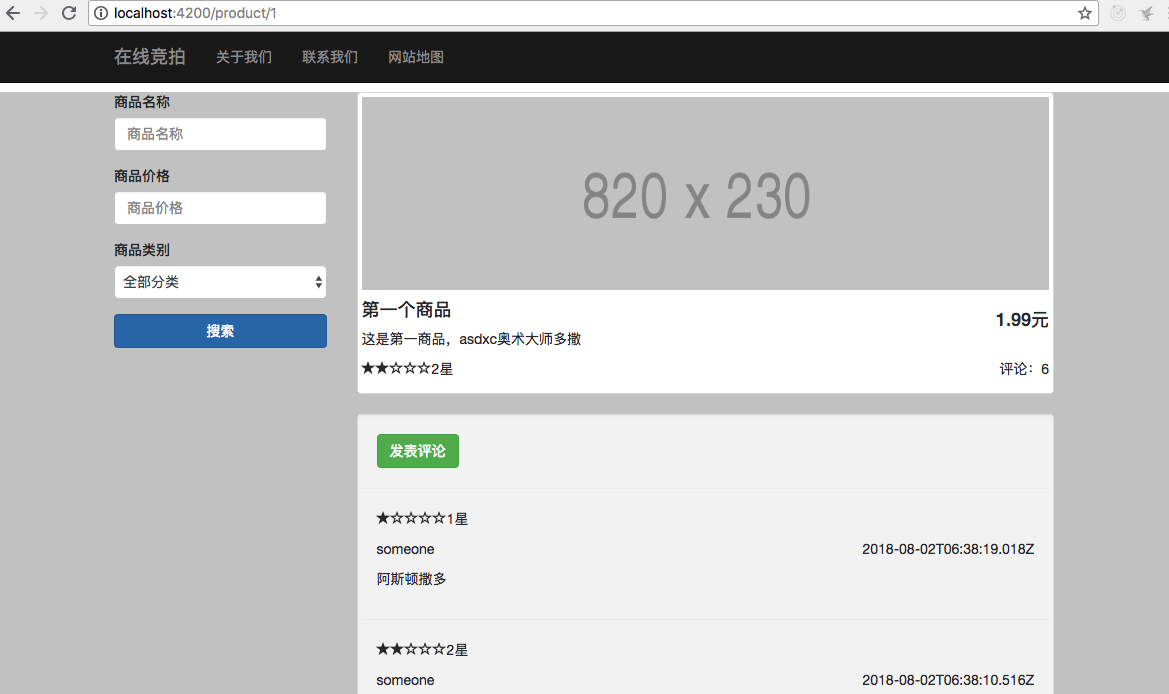 localhost:4200/product/1
在线竞拍 关于我们 联系我们 网站地图
商品名称
商品名称
商品价格
商品价格
商品类别
全部分类
搜索
820 x 230
第一个商品
1.99元
这是第一商品，asdxc奥术大师多撒
★★☆☆☆2星
评论：6
发表评论
★☆☆☆☆1星
someone
2018-08-02T06:38:19.018Z
阿斯顿撒多
★★☆☆☆2星
someone
2018-08-02T06:38:10.516Z